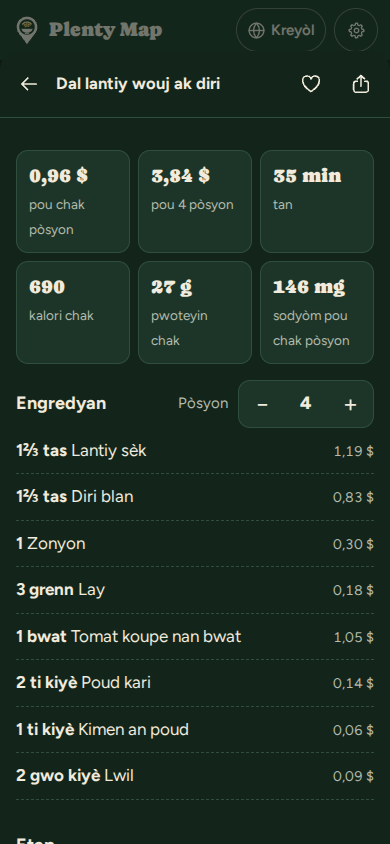 Plenty Map
Kreyòl
Dal lantiy wouj ak diri
0,96 $
pou chak
pòsyon
3,84 $
pou 4 pòsyon
35 min
tan
690
kalori chak
27 g
pwoteyin
chak
146 mg
sodyòm pou
chak pòsyon
Engredyan
Pòsyon
− 4 +
1⅔ tas Lantiy sèk 1,19 $
1⅔ tas Diri blan 0,83 $
1 Zonyon 0,30 $
3 grenn Lay 0,18 $
1 bwat Tomat koupe nan bwat 1,05 $
2 ti kiyè Poud kari 0,14 $
1 ti kiyè Kimen an poud 0,06 $
2 gwo kiyè Lwil 0,09 $